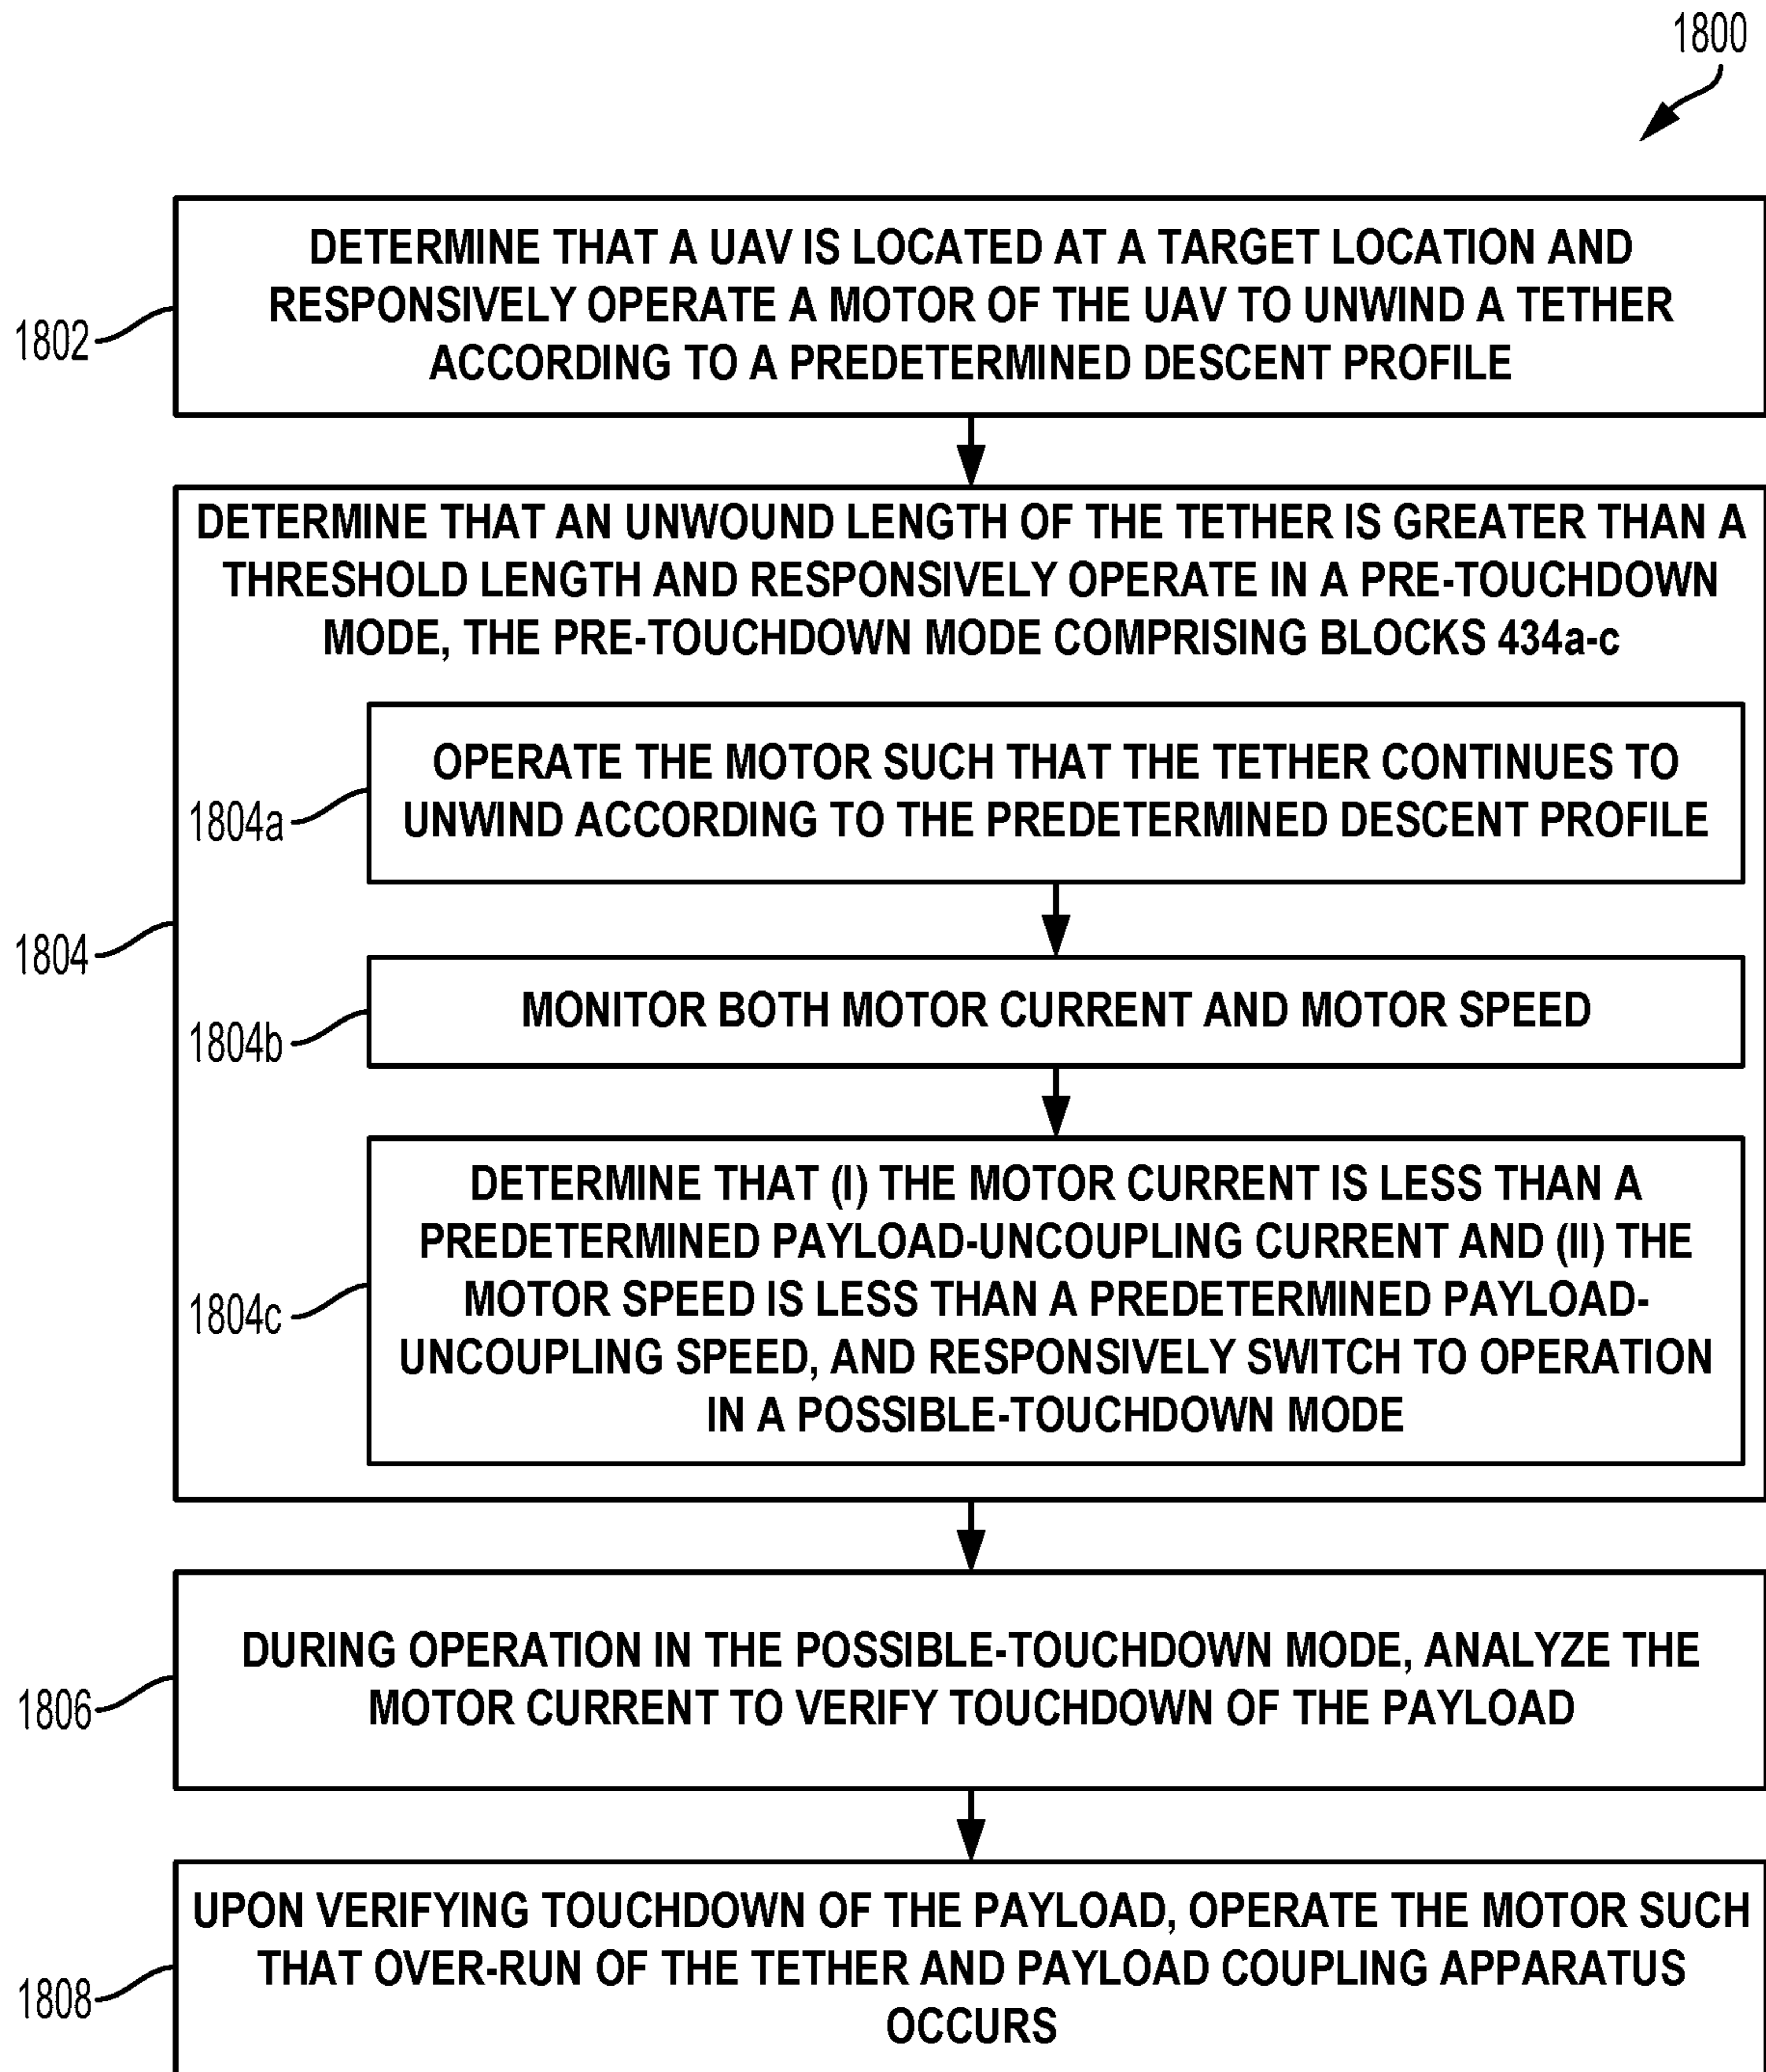 1800
DETERMINE THAT A UAV IS LOCATED AT A TARGET LOCATION AND
RESPONSIVELY OPERATE A MOTOR OF THE UAV TO UNWIND A TETHER
ACCORDING TO A PREDETERMINED DESCENT PROFILE
1802
DETERMINE THAT AN UNWOUND LENGTH OF THE TETHER IS GREATER THAN A
THRESHOLD LENGTH AND RESPONSIVELY OPERATE IN A PRE-TOUCHDOWN
MODE, THE PRE-TOUCHDOWN MODE COMPRISING BLOCKS 434a-c
OPERATE THE MOTOR SUCH THAT THE TETHER CONTINUES TO
UNWIND ACCORDING TO THE PREDETERMINED DESCENT PROFILE
1804a
1804
MONITOR BOTH MOTOR CURRENT AND MOTOR SPEED
1804b
DETERMINE THAT (I) THE MOTOR CURRENT IS LESS THAN A
PREDETERMINED PAYLOAD-UNCOUPLING CURRENT AND (II) THE
MOTOR SPEED IS LESS THAN A PREDETERMINED PAYLOAD-
UNCOUPLING SPEED, AND RESPONSIVELY SWITCH TO OPERATION
IN A POSSIBLE-TOUCHDOWN MODE
1804c
DURING OPERATION IN THE POSSIBLE-TOUCHDOWN MODE, ANALYZE THE
MOTOR CURRENT TO VERIFY TOUCHDOWN OF THE PAYLOAD
1806
UPON VERIFYING TOUCHDOWN OF THE PAYLOAD, OPERATE THE MOTOR SUCH
THAT OVER-RUN OF THE TETHER AND PAYLOAD COUPLING APPARATUS
OCCURS
1808